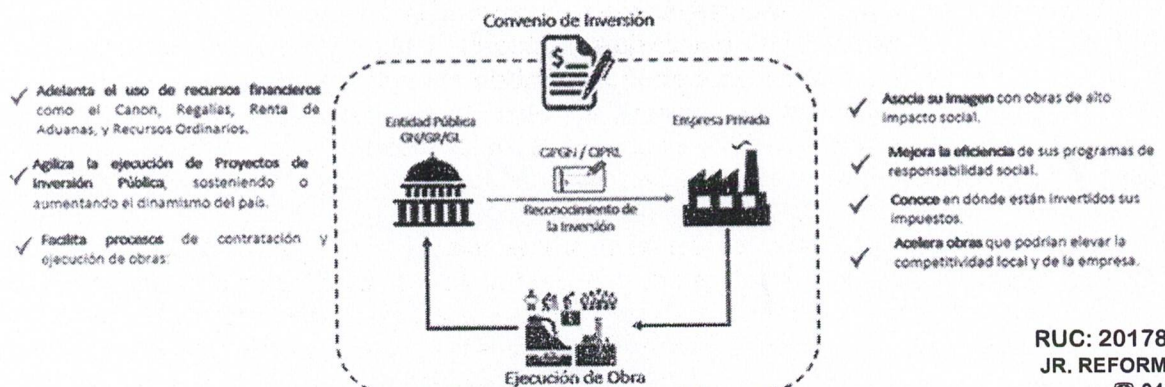 Convenio de Inversión
✓ Adelanta el uso de recursos financieros
como el Canon, Regalías, Renta de
Aduanas, y Recursos Ordinarios.
✓ Agiliza la ejecución de Proyectos de
Inversión Pública, sosteniendo o
aumentando el dinamismo del país.
✓ Facilita procesos de contratación y
ejecución de obras.
Entidad Pública
GN/GR/GL
CIPGN / CIPRL
Reconocimiento de
la Inversión
Empresa Privada
Ejecución de Obra
✓ Asocia su imagen con obras de alto
impacto social.
✓ Mejora la eficiencia de sus programas de
responsabilidad social.
✓ Conoce en dónde están invertidos sus
impuestos.
✓ Acelera obras que podrían elevar la
competitividad local y de la empresa.
RUC: 20178
JR. REFORM